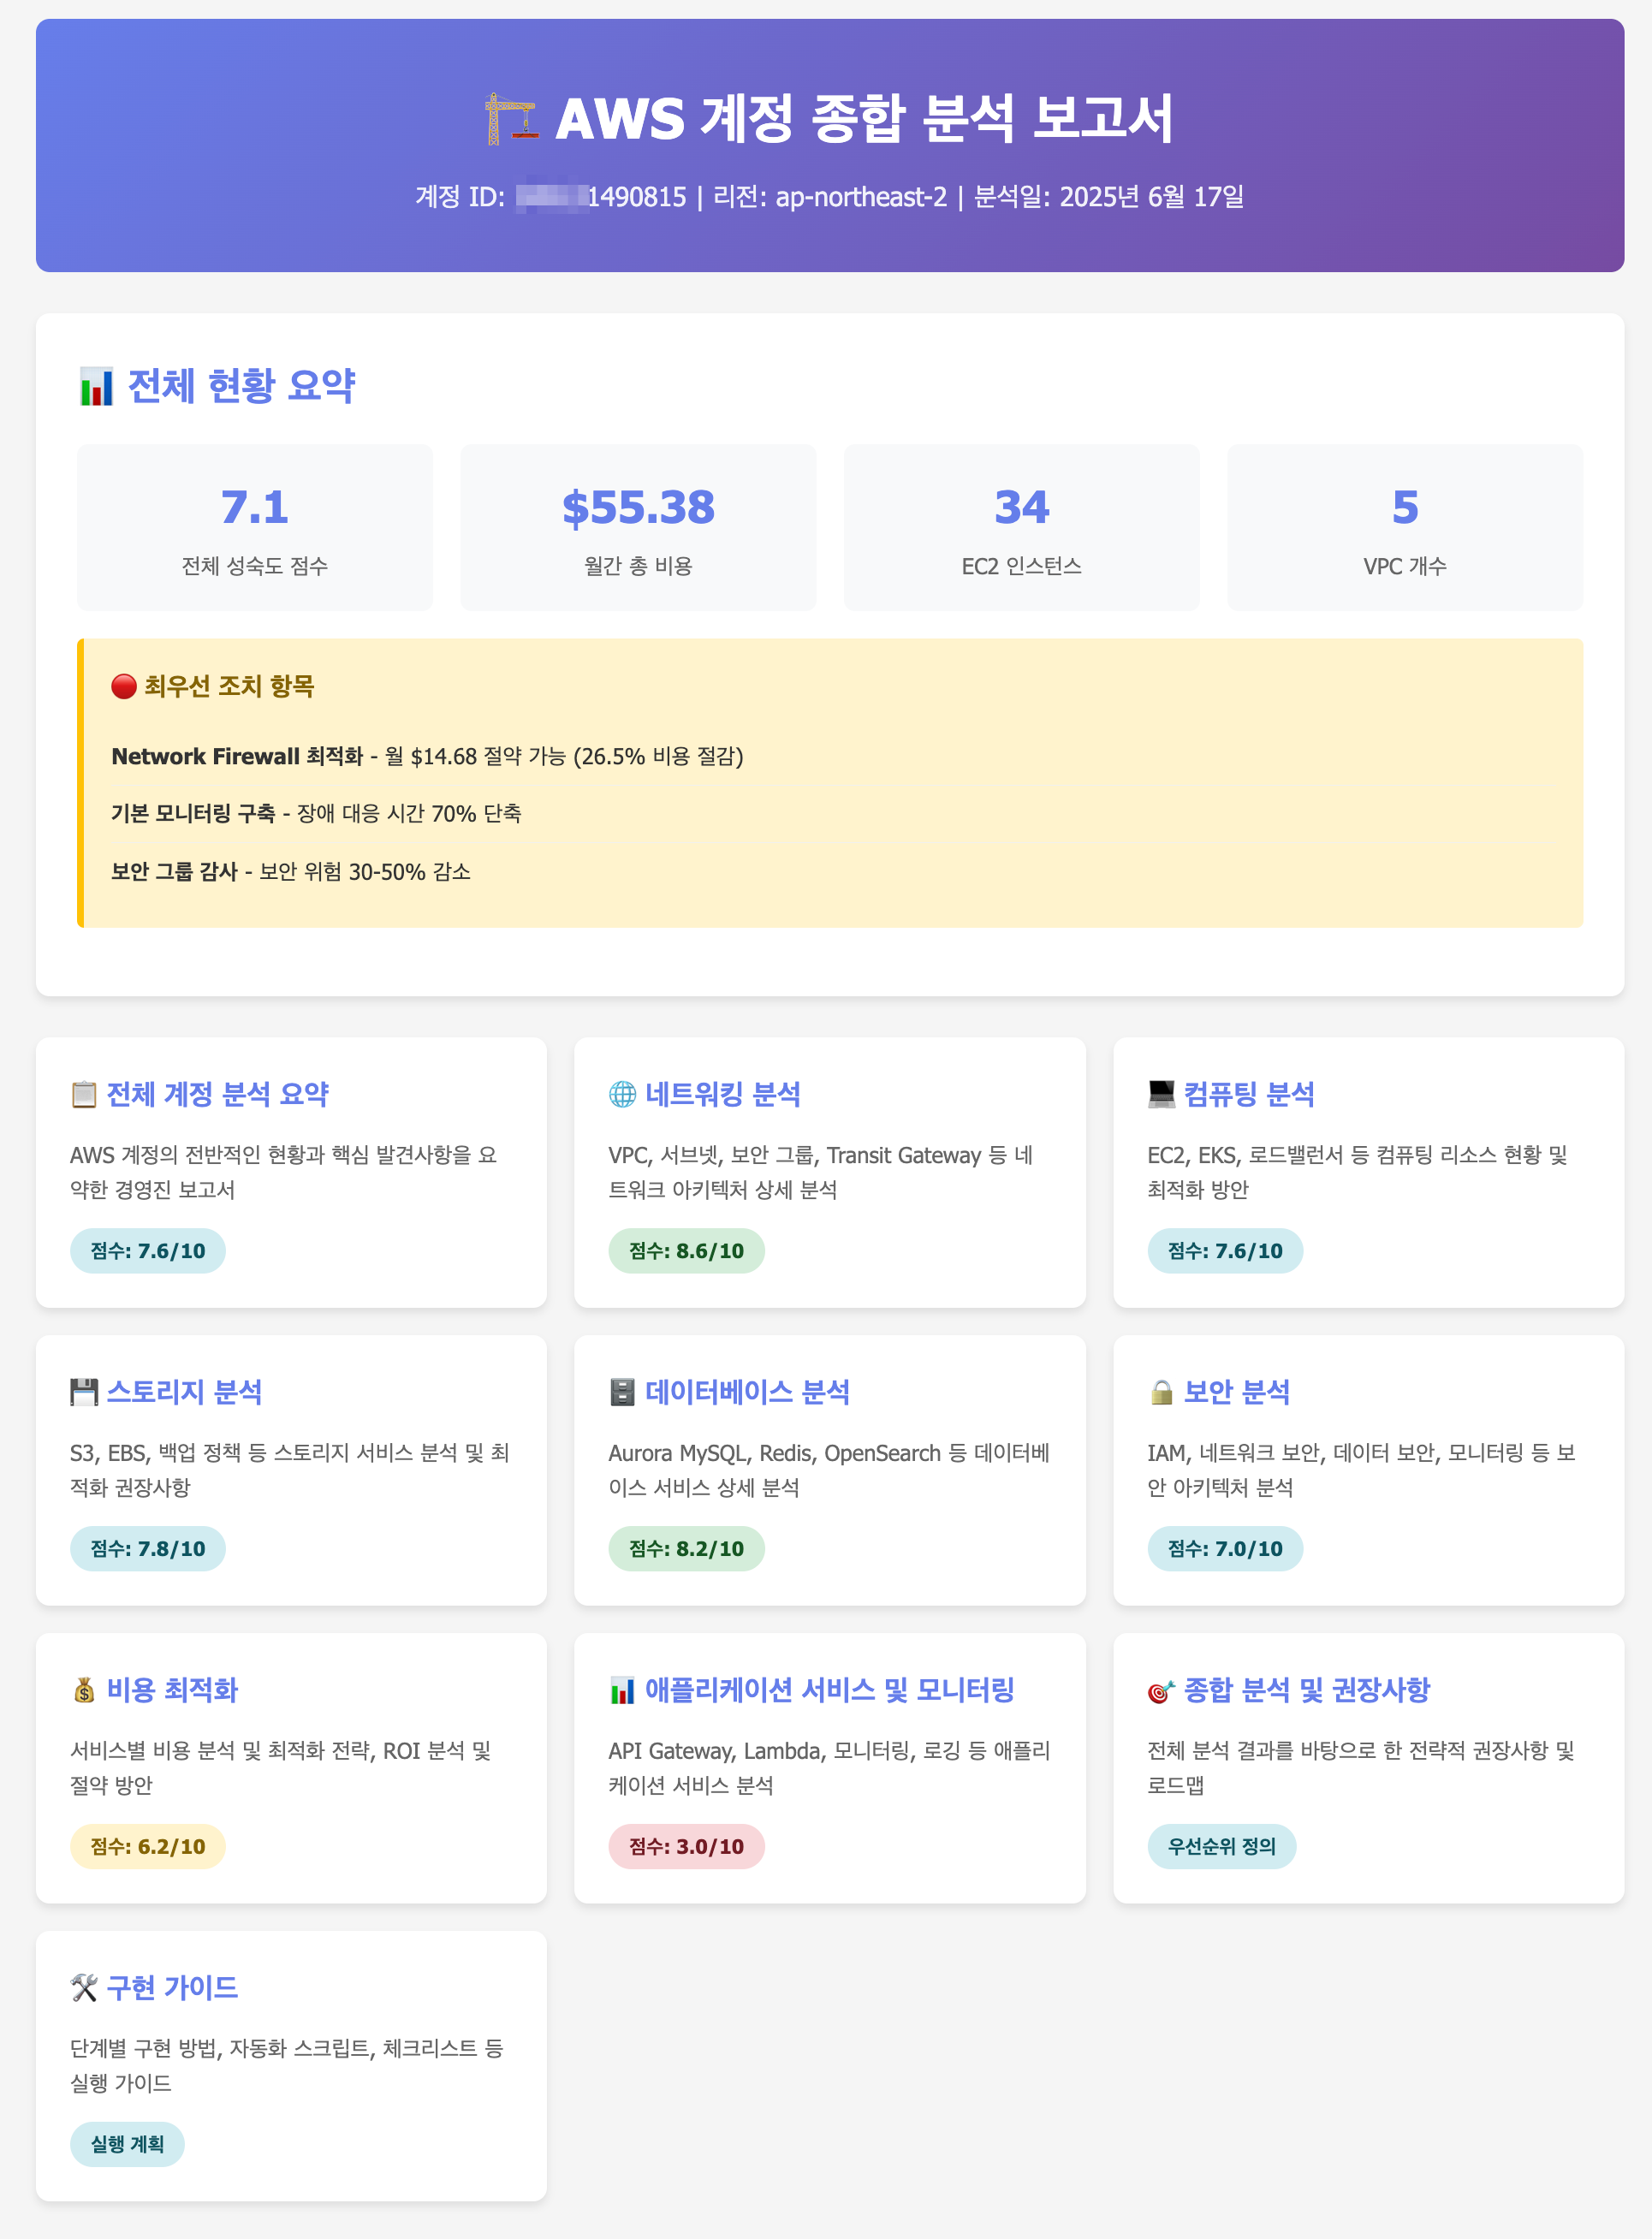 AWS 계정 종합 분석 보고서
계정 ID: 1490815 | 리전: ap-northeast-2 | 분석일: 2025년 6월 17일
전체 현황 요약
7.1
전체 성숙도 점수
$55.38
월간 총 비용
34
EC2 인스턴스
5
VPC 개수
최우선 조치 항목
Network Firewall 최적화 - 월 $14.68 절약 가능 (26.5% 비용 절감)
기본 모니터링 구축 - 장애 대응 시간 70% 단축
보안 그룹 감사 - 보안 위험 30-50% 감소
전체 계정 분석 요약
AWS 계정의 전반적인 현황과 핵심 발견사항을 요
약한 경영진 보고서
점수: 7.6/10
네트워킹 분석
VPC, 서브넷, 보안 그룹, Transit Gateway 등 네
트워크 아키텍처 상세 분석
점수: 8.6/10
컴퓨팅 분석
EC2, EKS, 로드밸런서 등 컴퓨팅 리소스 현황 및
최적화 방안
점수: 7.6/10
스토리지 분석
S3, EBS, 백업 정책 등 스토리지 서비스 분석 및 최
적화 권장사항
점수: 7.8/10
데이터베이스 분석
Aurora MySQL, Redis, OpenSearch 등 데이터베
이스 서비스 상세 분석
점수: 8.2/10
보안 분석
IAM, 네트워크 보안, 데이터 보안, 모니터링 등 보
안 아키텍처 분석
점수: 7.0/10
비용 최적화
서비스별 비용 분석 및 최적화 전략, ROI 분석 및
절약 방안
점수: 6.2/10
애플리케이션 서비스 및 모니터링
API Gateway, Lambda, 모니터링, 로깅 등 애플리
케이션 서비스 분석
점수: 3.0/10
종합 분석 및 권장사항
전체 분석 결과를 바탕으로 한 전략적 권장사항 및
로드맵
우선순위 정의
구현 가이드
단계별 구현 방법, 자동화 스크립트, 체크리스트 등
실행 가이드
실행 계획